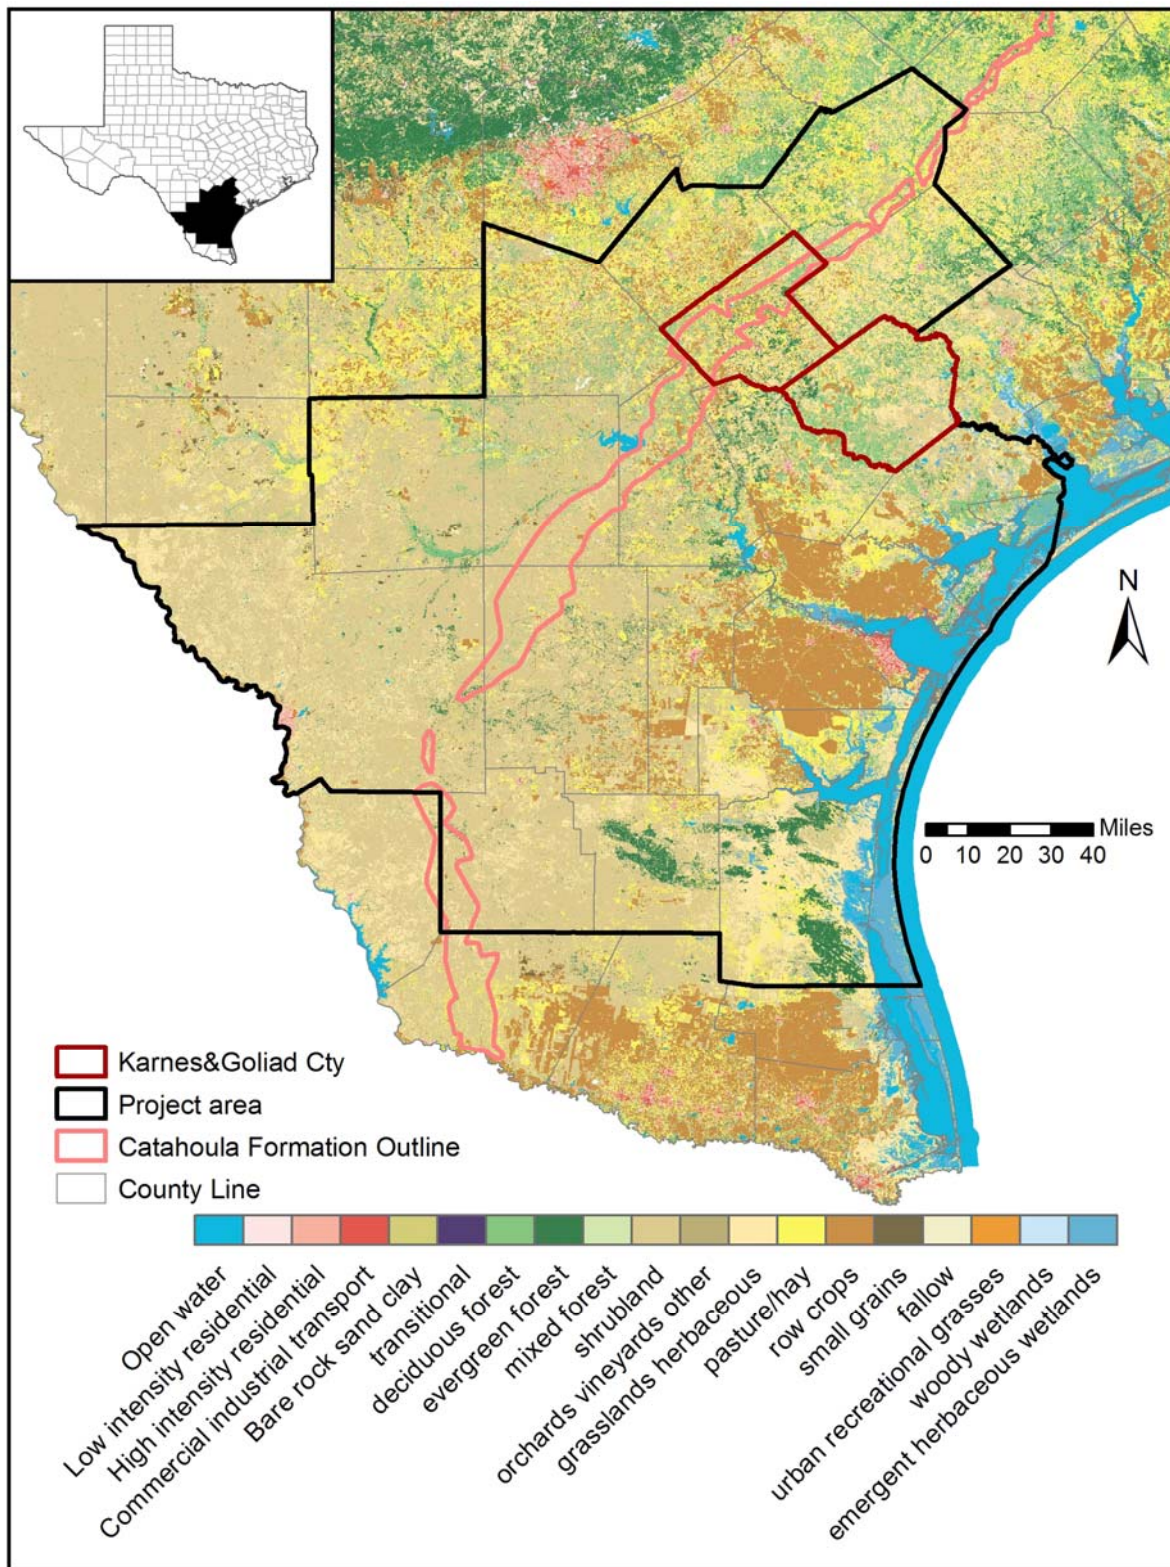 N
Miles
0 10 20 30 40
Karnes&Goliad Cty
Project area
Catahoula Formation Outline
County Line
Open water
Low intensity residential
High intensity residential
Commercial industrial transport
Bare rock sand clay
transitional
deciduous forest
evergreen forest
mixed forest
shrubland
orchards vineyards other
grasslands herbaceous
pasture/hay
row crops
small grains
fallow
urban recreational grasses
woody wetlands
emergent herbaceous wetlands